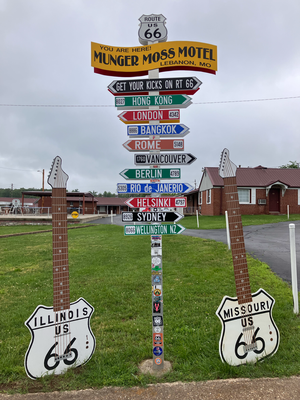 ROUTE
US
66
YOU ARE HERE!
MUNGER MOSS MOTEL
LEBANON, MO
GET YOUR KICKS ON RT 66
HONG KONG
LONDON 4243
BANGKOK
ROME
VANCOUVER
BERLIN
RIO de JANEIRO
HELSINKI
SYDNEY
WELLINGTON NZ
ILLINOIS
US
66
MISSOURI
US
66